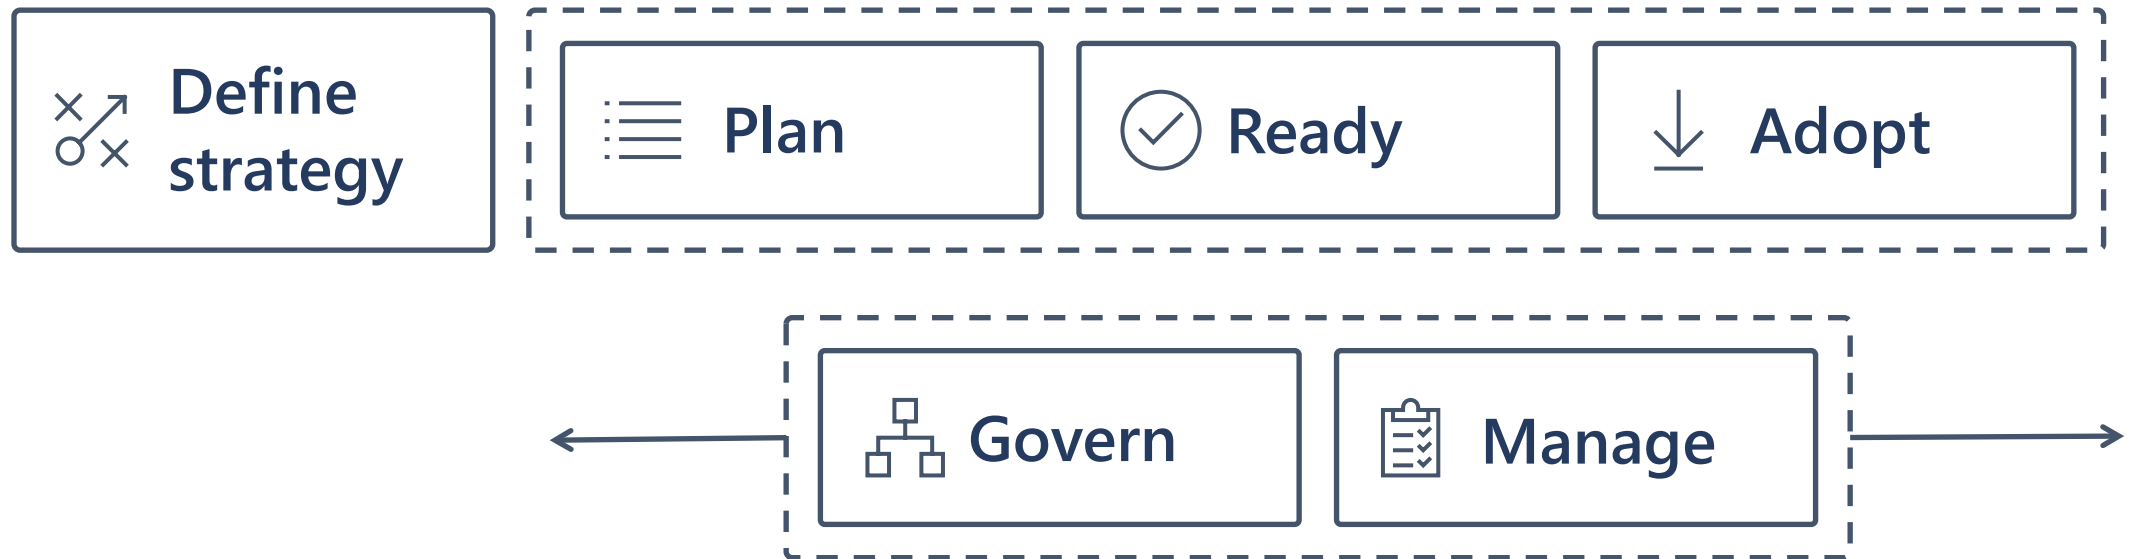 Define
strategy
Plan
Ready
Adopt
Govern
Manage